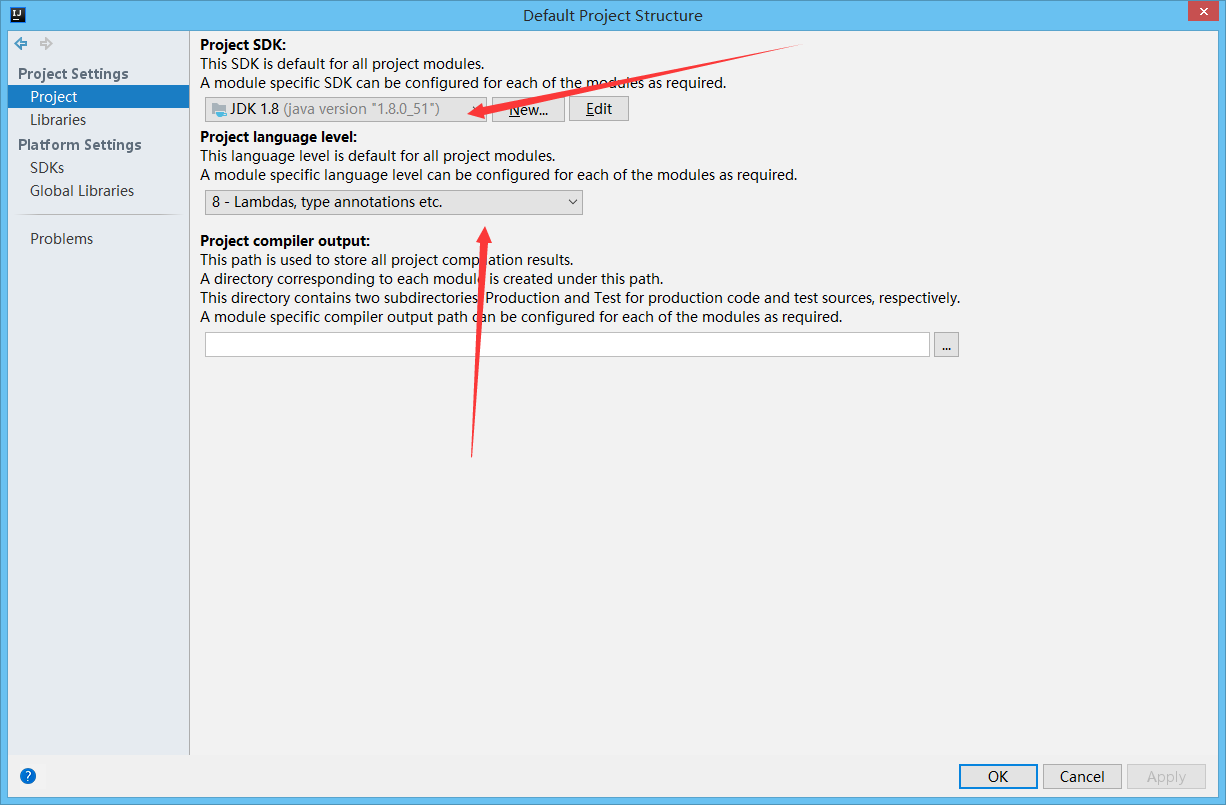 IJ
Default Project Structure
Project Settings
Project
Libraries
Platform Settings
SDKs
Global Libraries
Problems
Project SDK:
This SDK is default for all project modules.
A module specific SDK can be configured for each of the modules as required.
JDK 1.8 (java version "1.8.0_51")
New...
Edit
Project language level:
This language level is default for all project modules.
A module specific language level can be configured for each of the modules as required.
8 - Lambdas, type annotations etc.
Project compiler output:
This path is used to store all project compilation results.
A directory corresponding to each module is created under this path.
This directory contains two subdirectories: Production and Test for production code and test sources, respectively.
A module specific compiler output path can be configured for each of the modules as required.
...
?
OK
Cancel
Apply